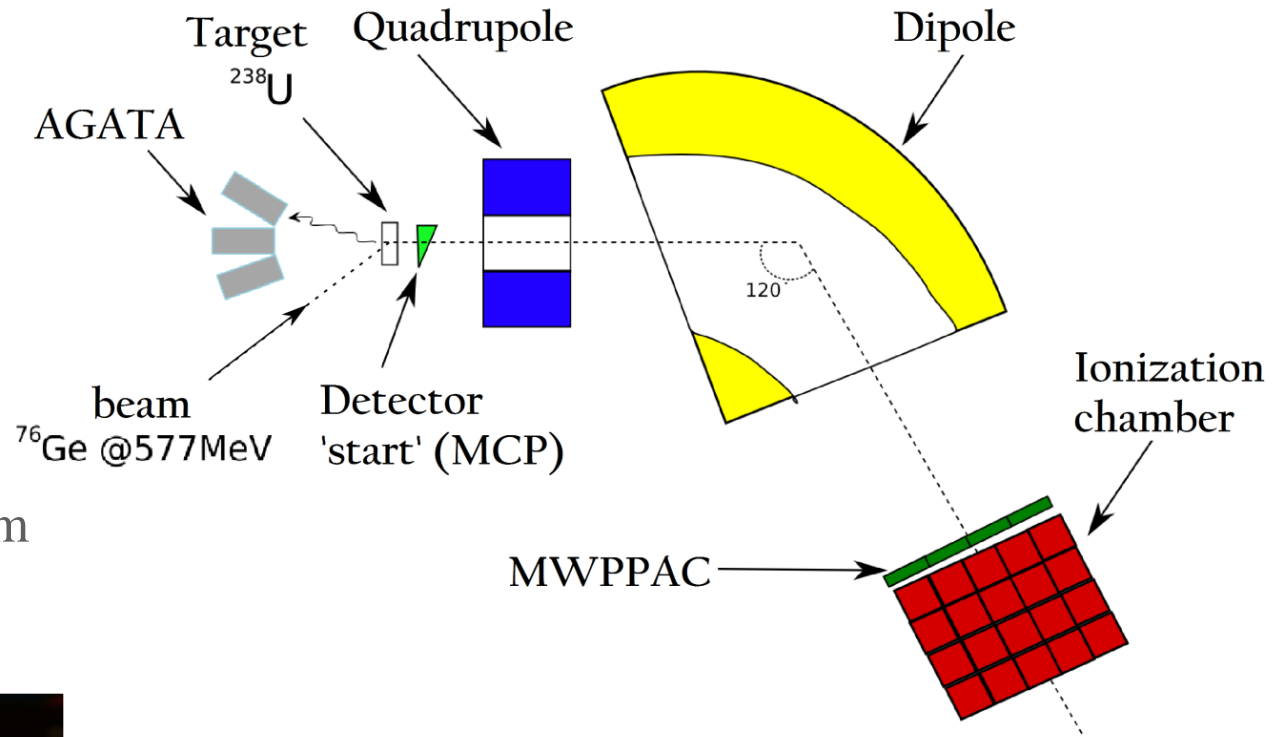 Target
²³⁸U
Quadrupole
Dipole
AGATA
120
beam
⁷⁶Ge @577MeV
Detector
'start' (MCP)
Ionization
chamber
m
MWPPAC